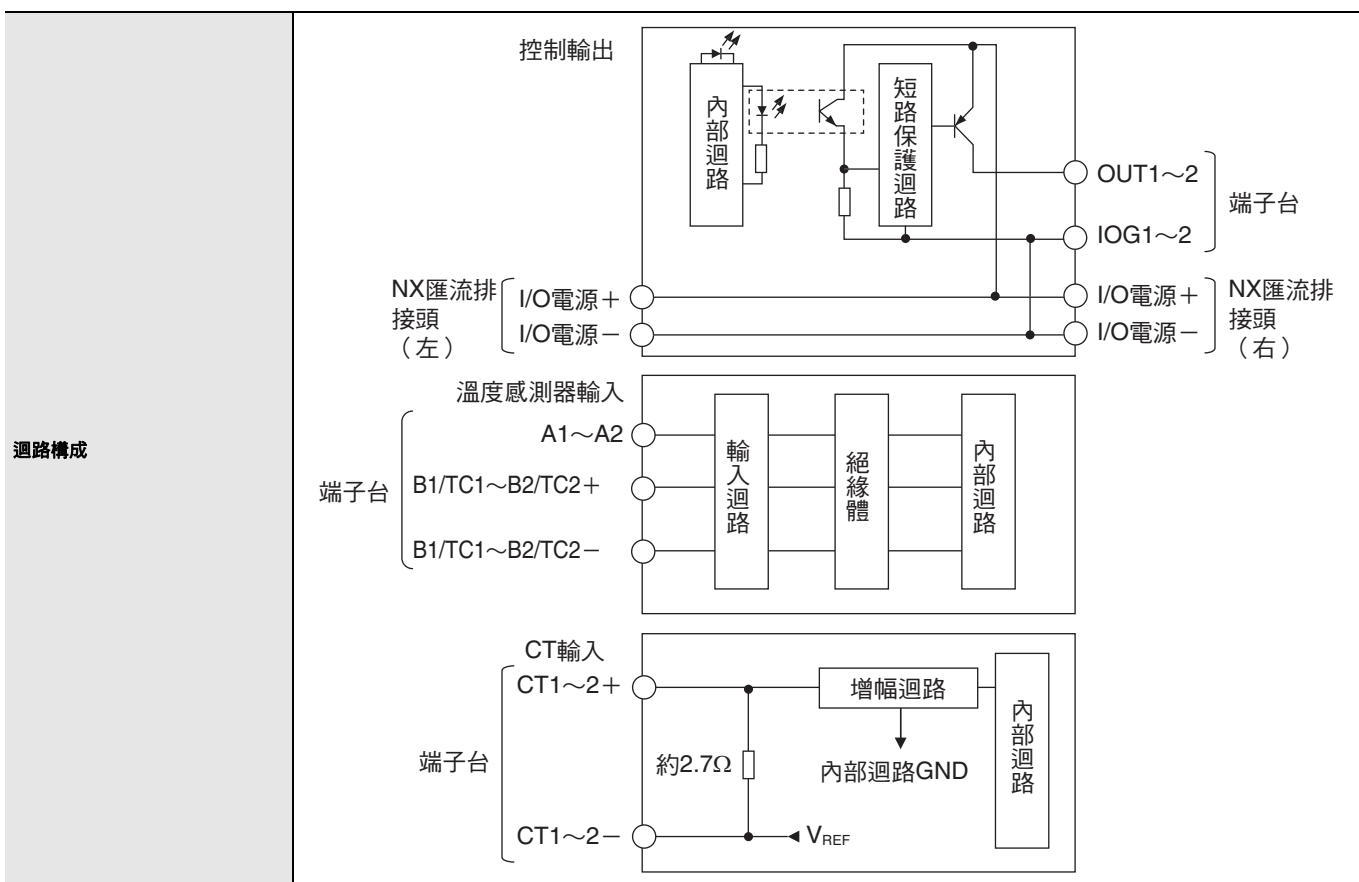 迴路構成
控制輸出
內部迴路
短路保護迴路
OUT1～2
IOG1～2
端子台
NX匯流排
接頭
（左）
I/O電源＋
I/O電源－
I/O電源＋
I/O電源－
NX匯流排
接頭
（右）
溫度感測器輸入
端子台
A1～A2
B1/TC1～B2/TC2＋
B1/TC1～B2/TC2－
輸入迴路
絕緣體
內部迴路
CT輸入
端子台
CT1～2＋
CT1～2－
約2.7Ω
增幅迴路
內部迴路GND
VREF
內部迴路